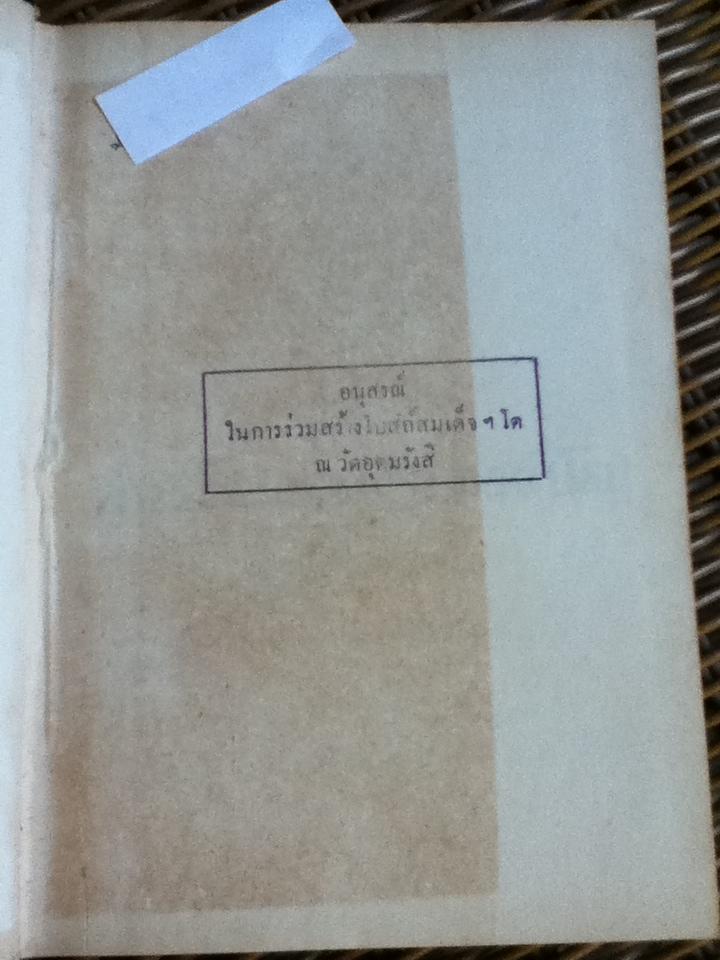 อนุสรณ์
ในการร่วมสร้างโบสถ์สมเด็จฯ โต
ณ วัดอุดมรังสี